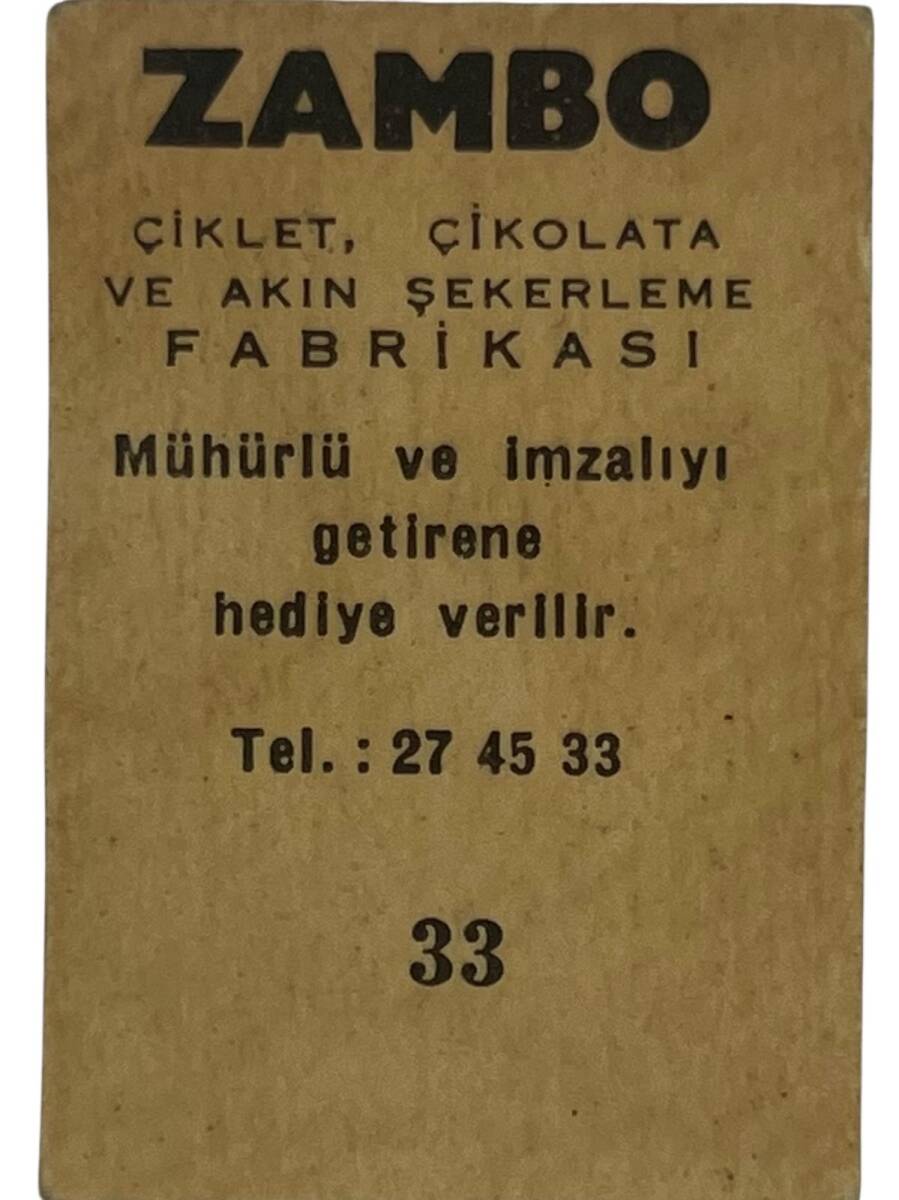 ZAMBO
ÇİKLET, ÇİKOLATA
VE AKIN ŞEKERLEME
FABRİKASI
Mühürlü ve imzalıyı
getirene
hediye verilir.
Tel. : 27 45 33
33